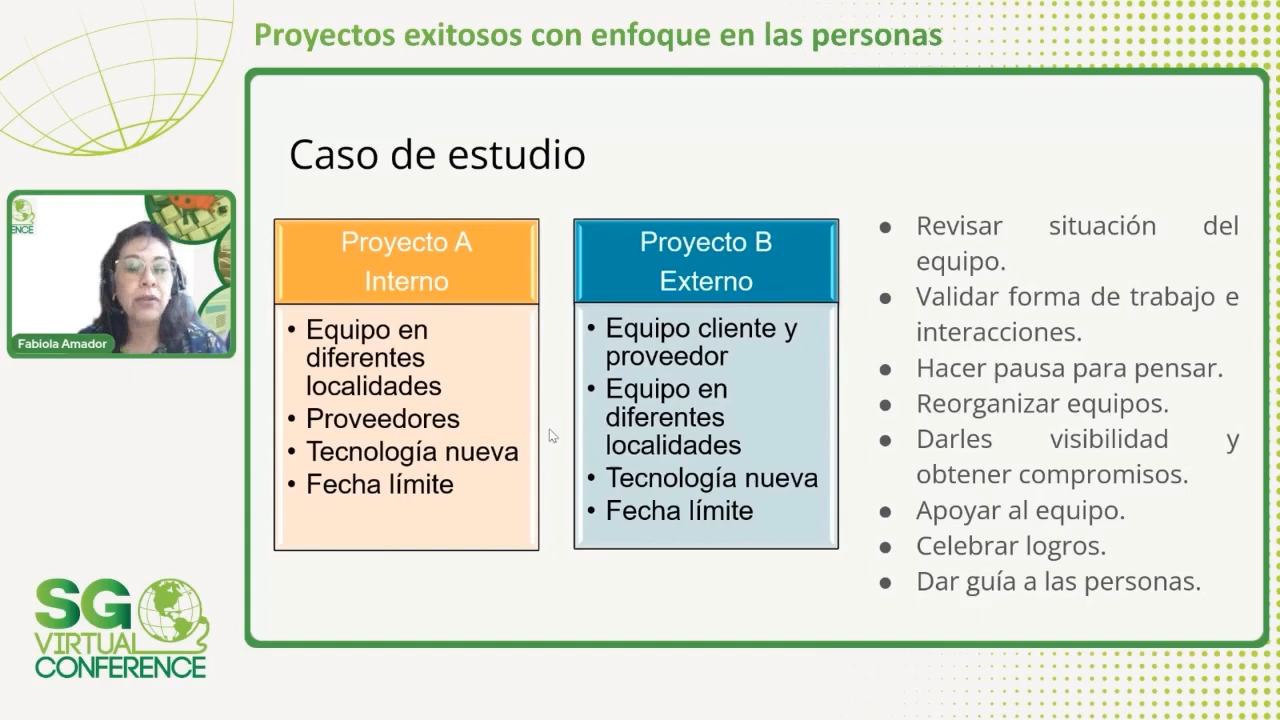 Proyectos exitosos con enfoque en las personas
Caso de estudio
Proyecto A
Interno
• Equipo en
diferentes
localidades
• Proveedores
• Tecnología nueva
• Fecha límite
Proyecto B
Externo
• Equipo cliente y
proveedor
• Equipo en
diferentes
localidades
• Tecnología nueva
• Fecha límite
● Revisar situación del
equipo.
● Validar forma de trabajo e
interacciones.
● Hacer pausa para pensar.
● Reorganizar equipos.
● Darles visibilidad y
obtener compromisos.
● Apoyar al equipo.
● Celebrar logros.
● Dar guía a las personas.
ENCE
Fabiola Amador
SG
VIRTUAL
CONFERENCE